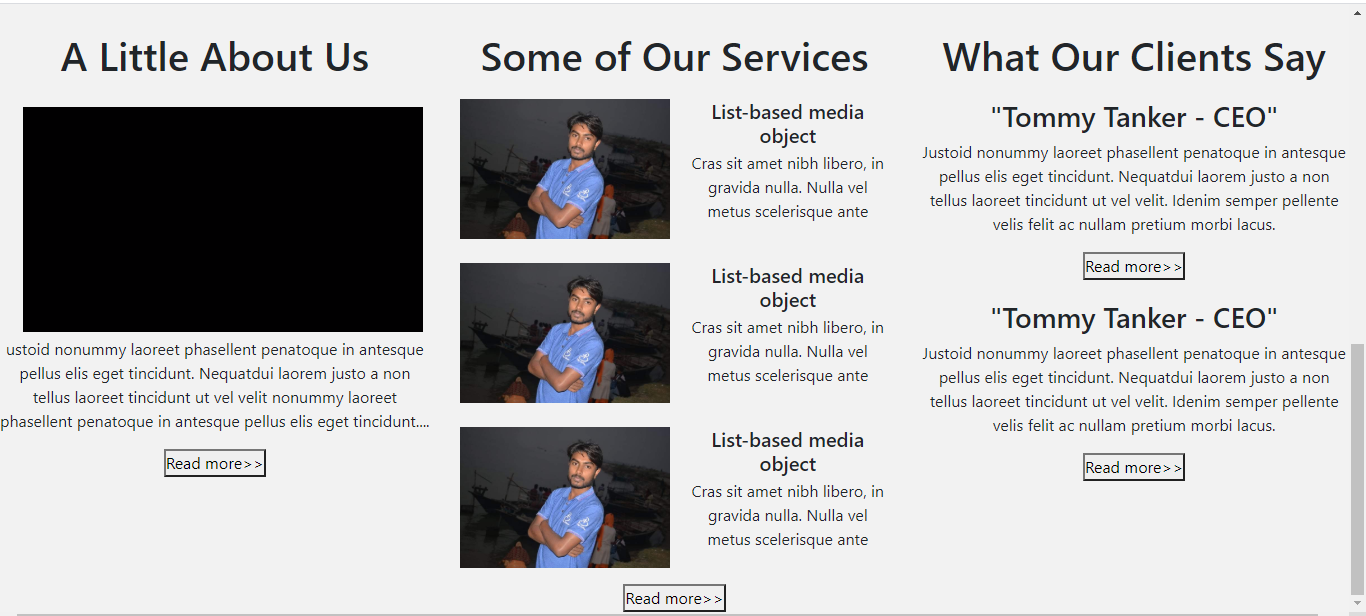 A Little About Us
ustoid nonummy laoreet phasellent penatoque in antesque
pellus elis eget tincidunt. Nequatdui laorem justo a non
tellus laoreet tincidunt ut vel velit nonummy laoreet
phasellent penatoque in antesque pellus elis eget tincidunt....
Read more>>
Some of Our Services
List-based media
object
Cras sit amet nibh libero, in
gravida nulla. Nulla vel
metus scelerisque ante
List-based media
object
Cras sit amet nibh libero, in
gravida nulla. Nulla vel
metus scelerisque ante
List-based media
object
Cras sit amet nibh libero, in
gravida nulla. Nulla vel
metus scelerisque ante
Read more>>
What Our Clients Say
"Tommy Tanker - CEO"
Justoid nonummy laoreet phasellent penatoque in antesque
pellus elis eget tincidunt. Nequatdui laorem justo a non
tellus laoreet tincidunt ut vel velit. Idenim semper pellente
velis felit ac nullam pretium morbi lacus.
Read more>>
"Tommy Tanker - CEO"
Justoid nonummy laoreet phasellent penatoque in antesque
pellus elis eget tincidunt. Nequatdui laorem justo a non
tellus laoreet tincidunt ut vel velit. Idenim semper pellente
velis felit ac nullam pretium morbi lacus.
Read more>>